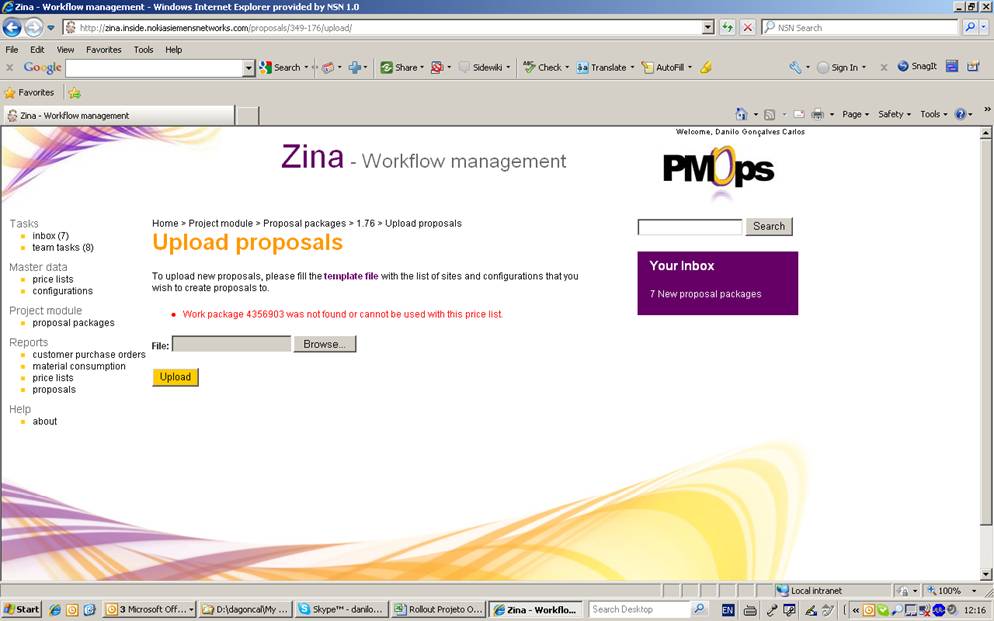 Zina - Workflow management - Windows Internet Explorer provided by NSN 1.0
http://zina.inside.nokiasiemensnetworks.com/proposals/349-176/upload/
NSN Search
File Edit View Favorites Tools Help
Google Search Share Sidewiki Check Translate AutoFill Sign In SnagIt
Favorites
Zina - Workflow management
Page Safety Tools
Welcome, Danilo Gonçalves Carlos
Zina - Workflow management
PMOps
Tasks
inbox (7)
team tasks (8)
Master data
price lists
configurations
Project module
proposal packages
Reports
customer purchase orders
material consumption
price lists
proposals
Help
about
Home > Project module > Proposal packages > 1.76 > Upload proposals
Upload proposals
To upload new proposals, please fill the template file with the list of sites and configurations that you
wish to create proposals to.
Work package 4356903 was not found or cannot be used with this price list.
File: Browse...
Upload
Search
Your Inbox
7 New proposal packages
Local intranet 100%
Start 3 Microsoft Off... D:\dagoncal\My ... Skype™ - danilo... Rollout Projeto O... Zina - Workflo... Search Desktop EN 12:16